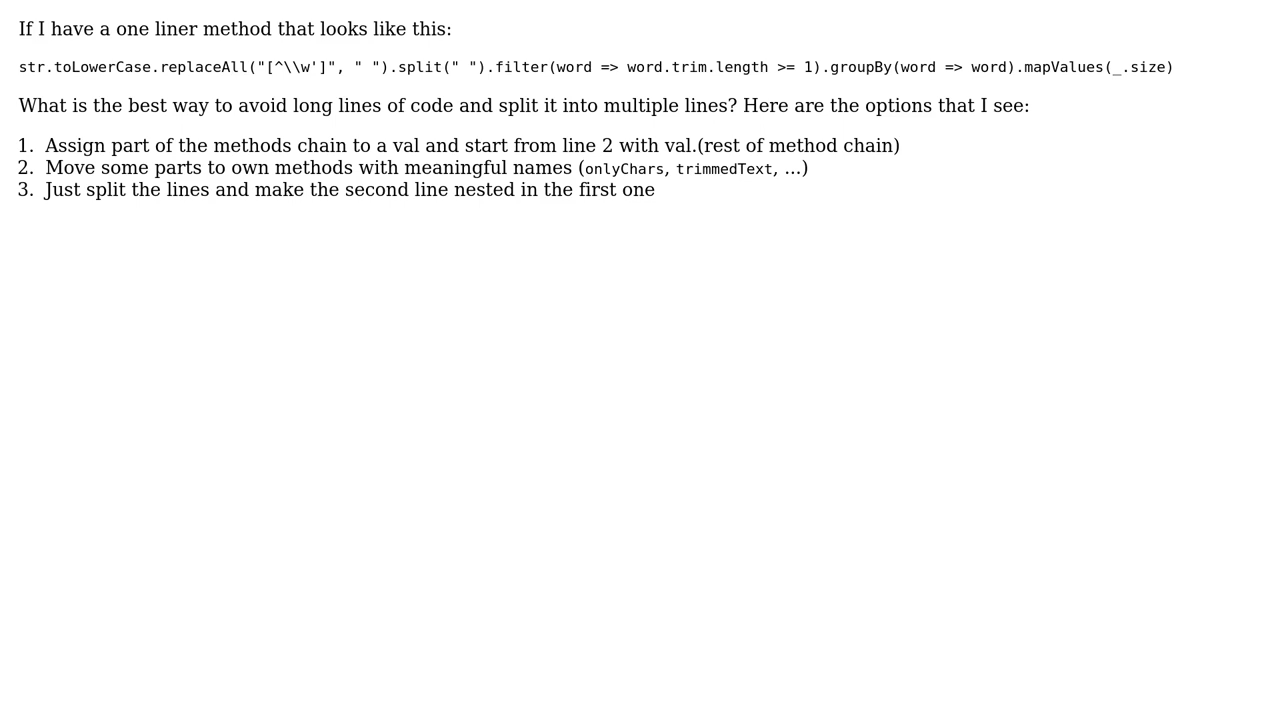 If I have a one liner method that looks like this:
str.toLowerCase.replaceAll("[^\\w']", " ").split(" ").filter(word => word.trim.length >= 1).groupBy(word => word).mapValues(_.size)
What is the best way to avoid long lines of code and split it into multiple lines? Here are the options that I see:
1. Assign part of the methods chain to a val and start from line 2 with val.(rest of method chain)
2. Move some parts to own methods with meaningful names (onlyChars, trimmedText, ...)
3. Just split the lines and make the second line nested in the first one